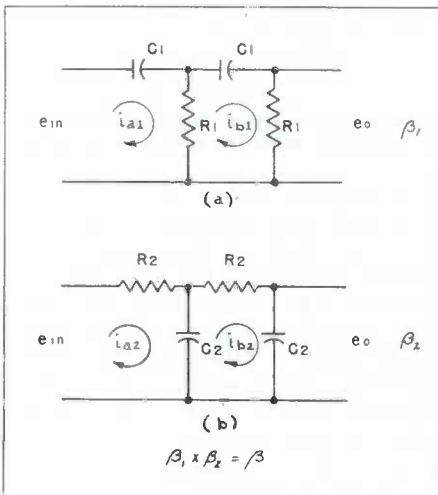 C1 C1
ein ia1 R1 ib1 R1 eo β₁
(a)
R2 R2
ein ia2 C2 ib2 C2 eo β₂
(b)
β₁ x β₂ = β